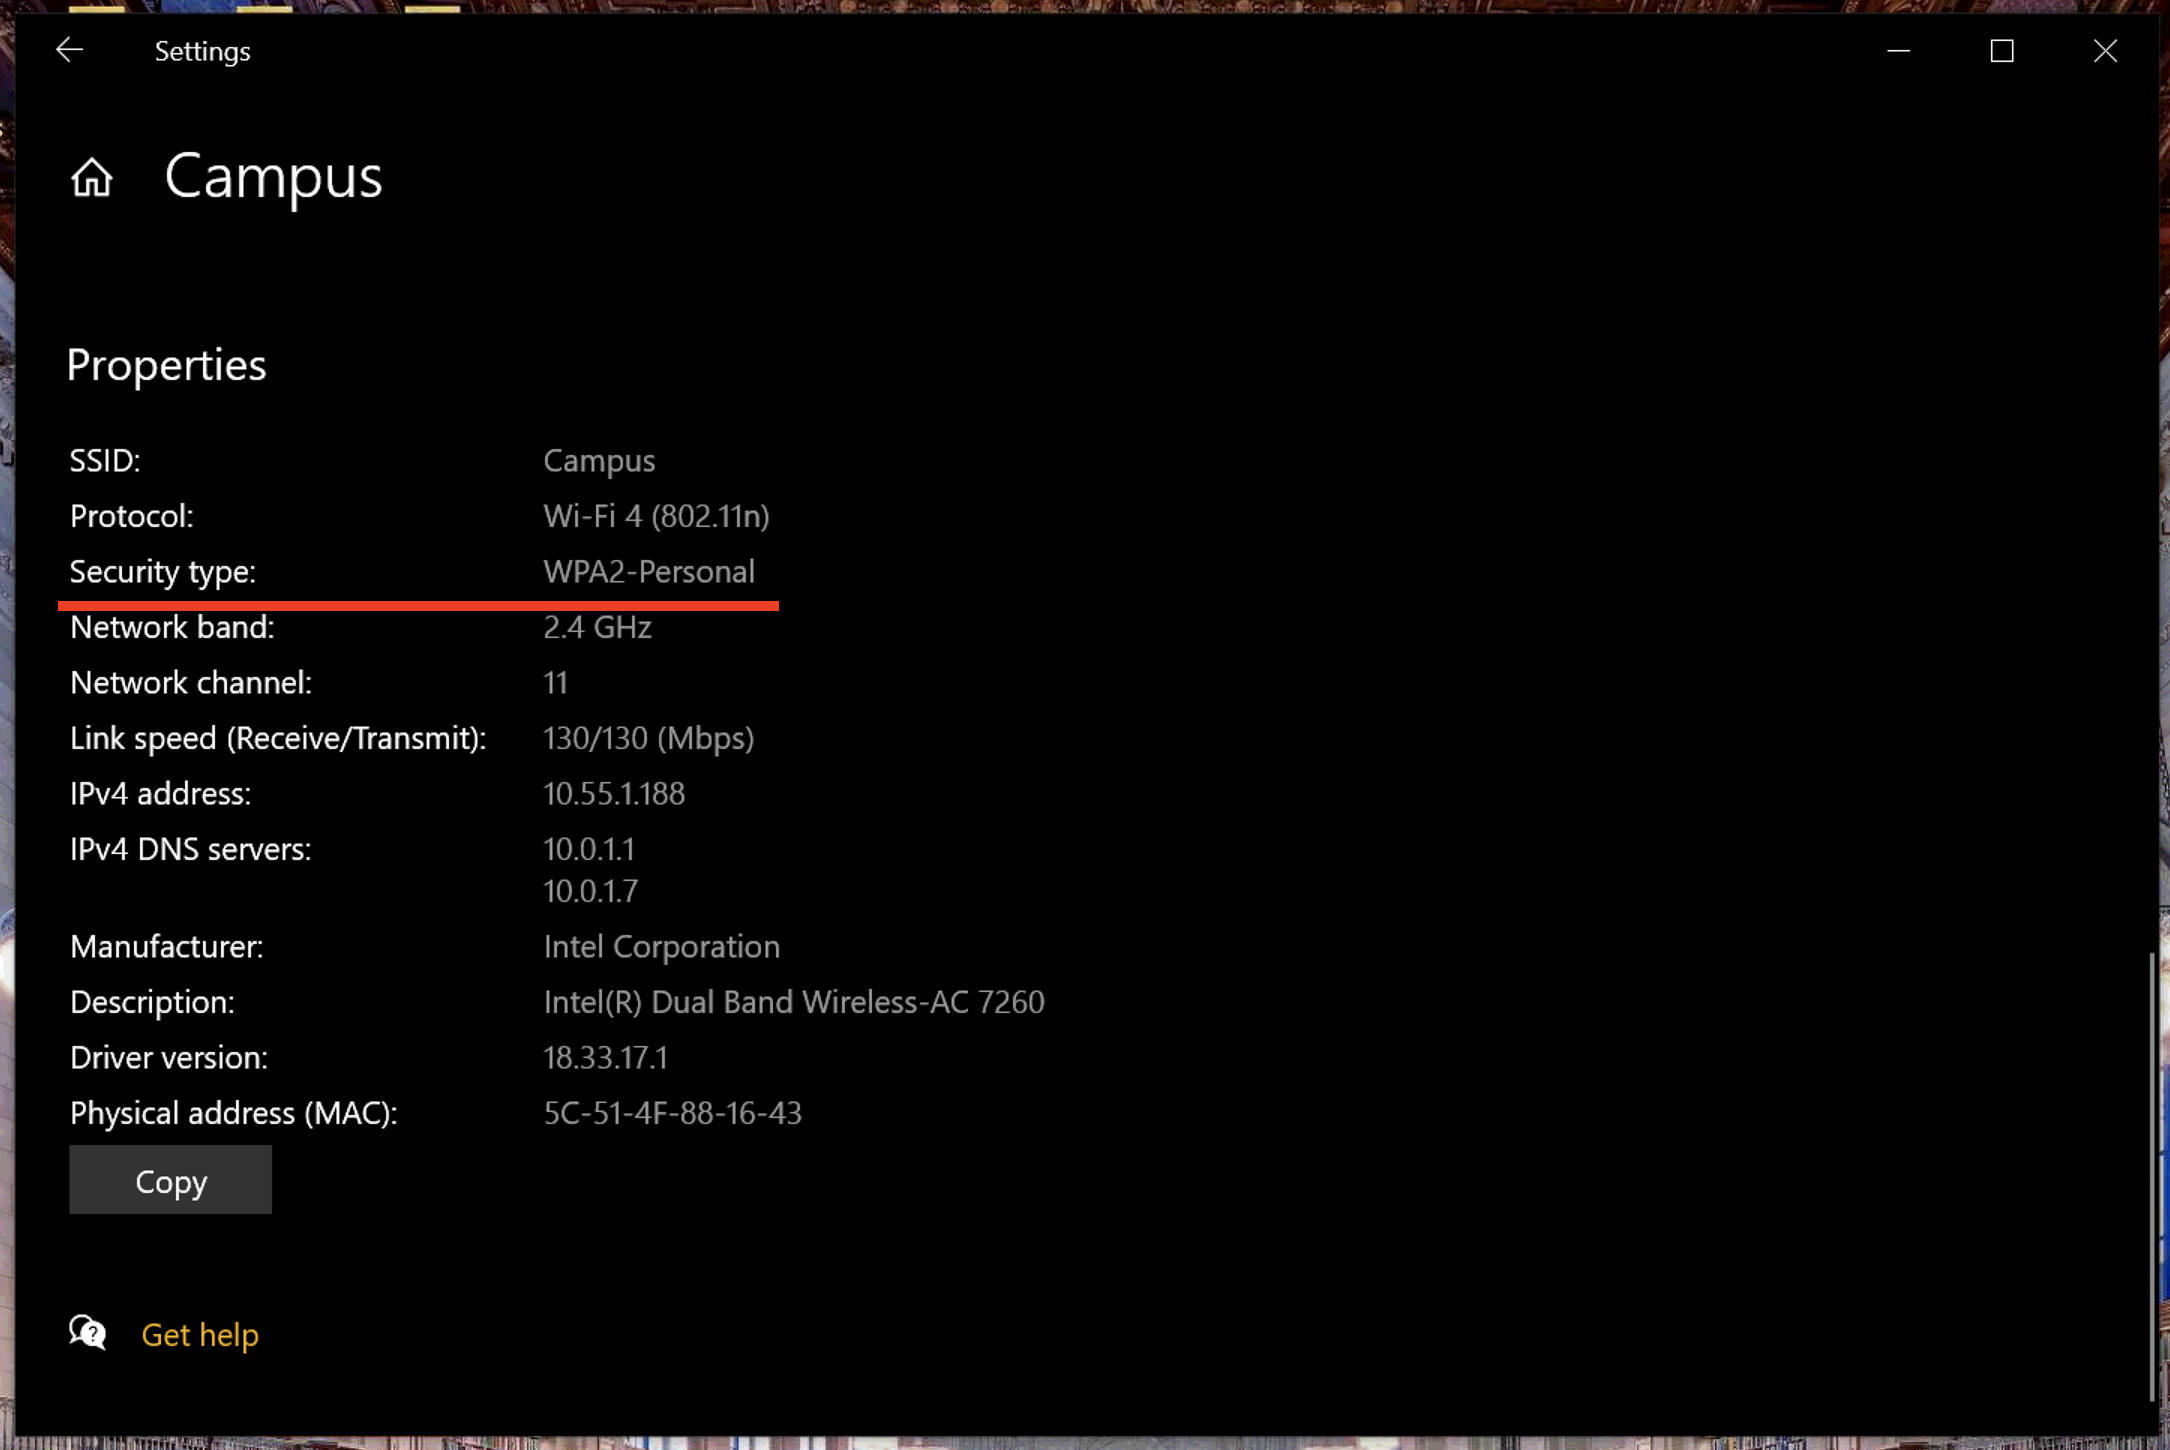 Settings
Campus
Properties
SSID: Campus
Protocol: Wi-Fi 4 (802.11n)
Security type: WPA2-Personal
Network band: 2.4 GHz
Network channel: 11
Link speed (Receive/Transmit): 130/130 (Mbps)
IPv4 address: 10.55.1.188
IPv4 DNS servers: 10.0.1.1
10.0.1.7
Manufacturer: Intel Corporation
Description: Intel(R) Dual Band Wireless-AC 7260
Driver version: 18.33.17.1
Physical address (MAC): 5C-51-4F-88-16-43
Copy
Get help